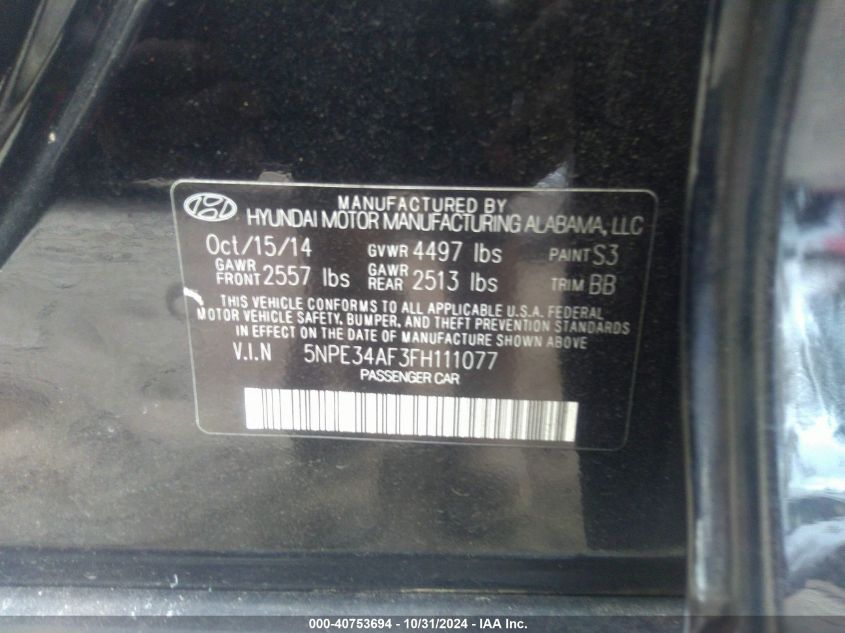 MANUFACTURED BY
HYUNDAI MOTOR MANUFACTURING ALABAMA, LLC
Oct/15/14 GVWR 4497 lbs PAINT S3
GAWR FRONT 2557 lbs GAWR REAR 2513 lbs TRIM BB
THIS VEHICLE CONFORMS TO ALL APPLICABLE U.S.A. FEDERAL
MOTOR VEHICLE SAFETY, BUMPER, AND THEFT PREVENTION STANDARDS
IN EFFECT ON THE DATE OF MANUFACTURE SHOWN ABOVE
V.I.N 5NPE34AF3FH111077
PASSENGER CAR
000-40753694 - 10/31/2024 - IAA Inc.